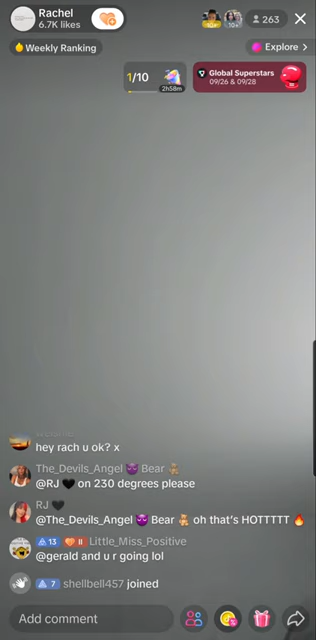 Rachel
6.7K likes
10+
10+
263
Weekly Ranking
Explore >
1/10
2h58m
Global Superstars
09/26 & 09/28
hey rach u ok? x
The_Devils_Angel 😈 Bear 🧸
@RJ 🖤 on 230 degrees please
RJ 🖤
@The_Devils_Angel 😈 Bear 🧸 oh that's HOTTTTT 🔥
13 II Little_Miss_Positive
@gerald and u r going lol
7 shellbell457 joined
Add comment